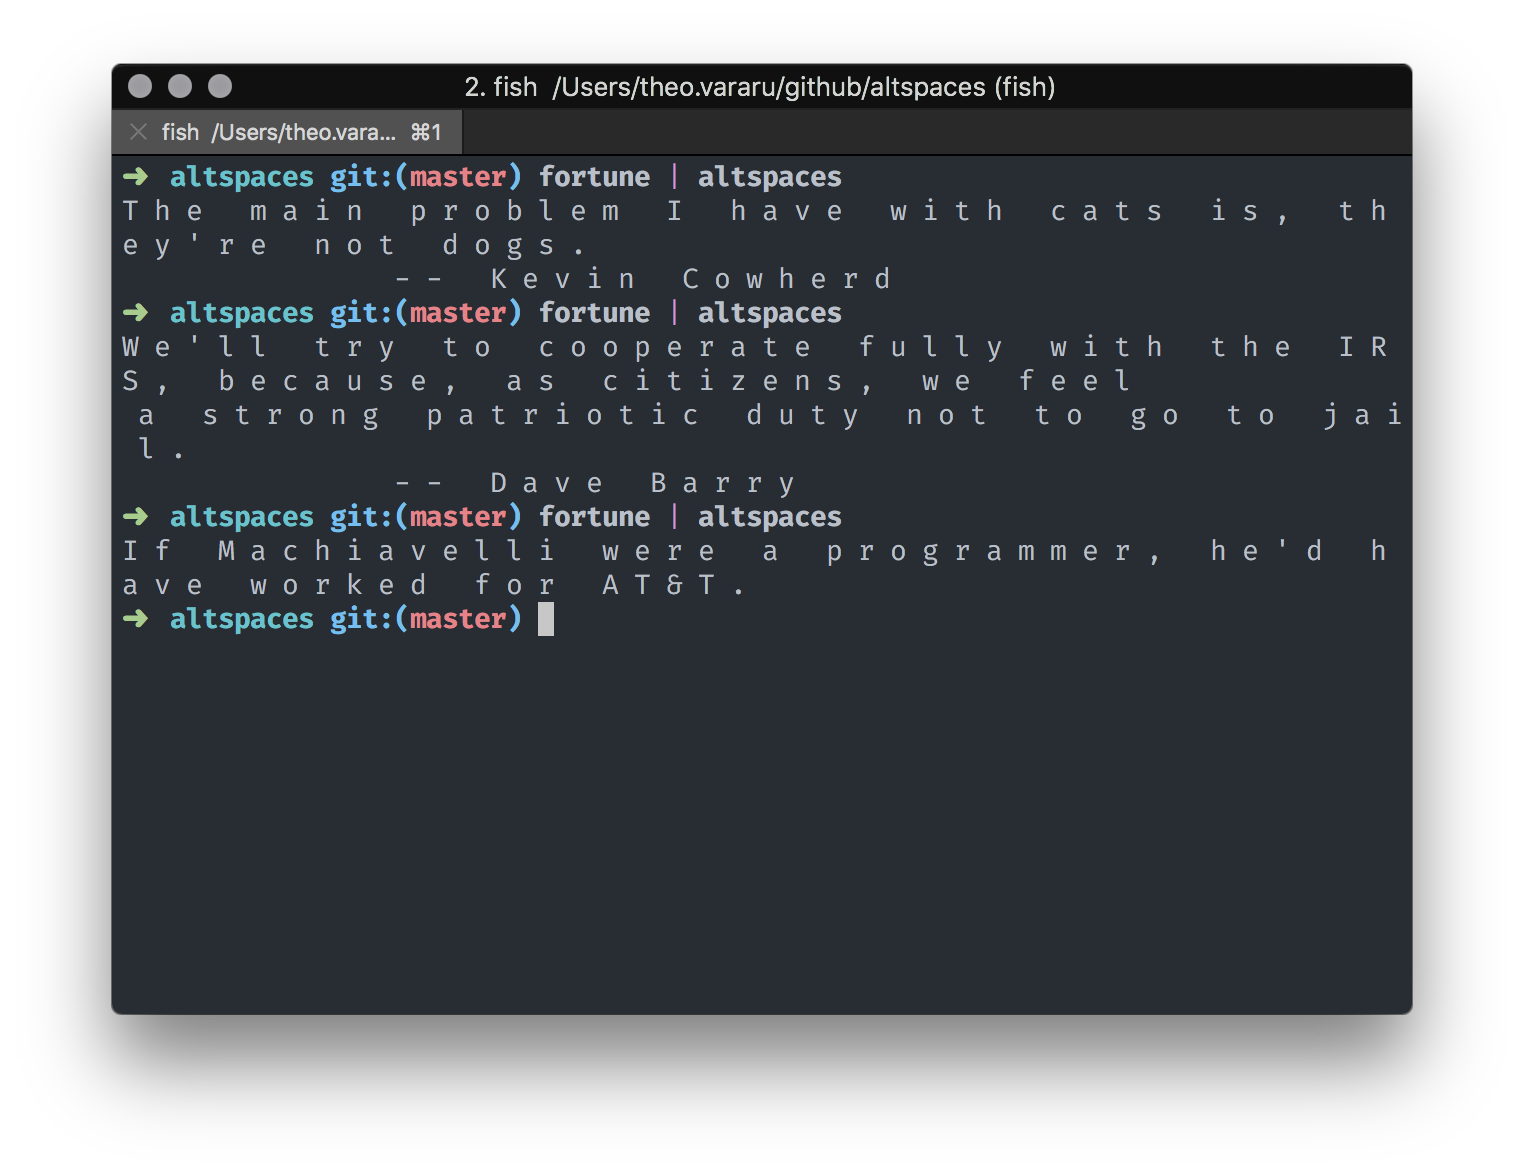 2. fish  /Users/theo.vararu/github/altspaces (fish)
× fish  /Users/theo.vara... ⌘1
➜ altspaces git:(master) fortune | altspaces
T h e   m a i n   p r o b l e m   I   h a v e   w i t h   c a t s   i s ,   t h
e y ' r e   n o t   d o g s .
- -   K e v i n   C o w h e r d
➜ altspaces git:(master) fortune | altspaces
W e ' l l   t r y   t o   c o o p e r a t e   f u l l y   w i t h   t h e   I R
S ,   b e c a u s e ,   a s   c i t i z e n s ,   w e   f e e l
a   s t r o n g   p a t r i o t i c   d u t y   n o t   t o   g o   t o   j a i
l .
- -   D a v e   B a r r y
➜ altspaces git:(master) fortune | altspaces
I f   M a c h i a v e l l i   w e r e   a   p r o g r a m m e r ,   h e ' d   h
a v e   w o r k e d   f o r   A T & T .
➜ altspaces git:(master)